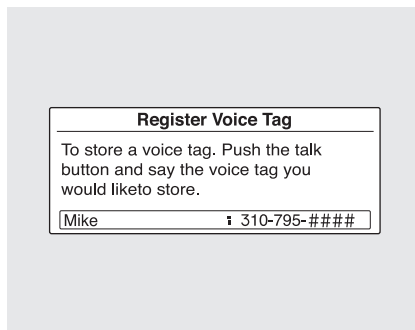 Register Voice Tag
To store a voice tag. Push the talk
button and say the voice tag you
would liketo store.
Mike : 310-795-####